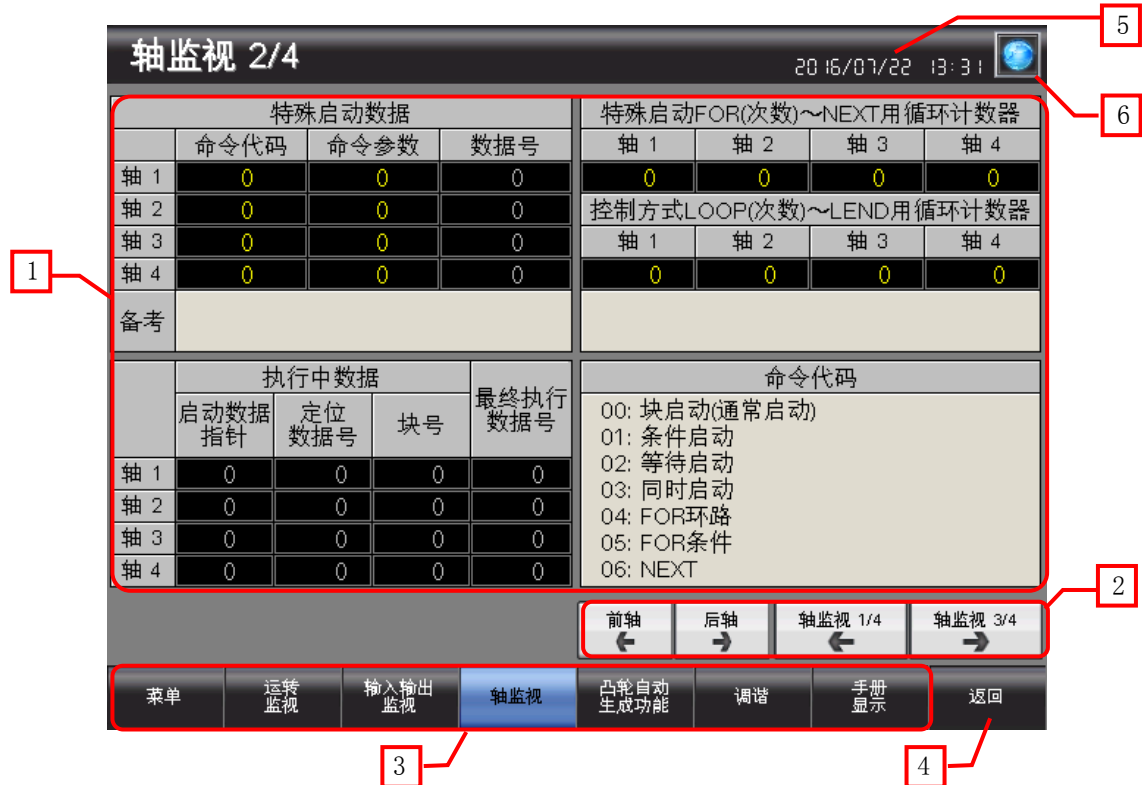 5
轴监视 2/4
2016/07/22 13:31
6
特殊启动数据
命令代码 命令参数 数据号
轴 1 0 0 0
轴 2 0 0 0
轴 3 0 0 0
轴 4 0 0 0
备考
特殊启动FOR(次数)～NEXT用循环计数器
轴 1 轴 2 轴 3 轴 4
0 0 0 0
控制方式LOOP(次数)～LEND用循环计数器
轴 1 轴 2 轴 3 轴 4
0 0 0 0
1
执行中数据
启动数据
指针
定位
数据号
块号
最终执行
数据号
轴 1 0 0 0 0
轴 2 0 0 0 0
轴 3 0 0 0 0
轴 4 0 0 0 0
命令代码
00: 块启动(通常启动)
01: 条件启动
02: 等待启动
03: 同时启动
04: FOR环路
05: FOR条件
06: NEXT
2
前轴
后轴
轴监视 1/4
轴监视 3/4
菜单
运转
监视
输入输出
监视
轴监视
凸轮自动
生成功能
调谐
手册
显示
返回
3
4